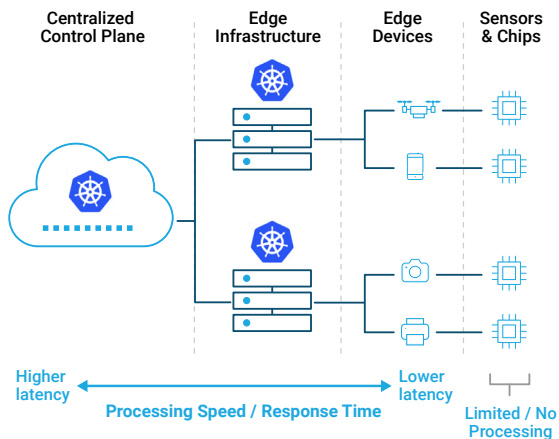 Centralized
Control Plane
Edge
Infrastructure
Edge
Devices
Sensors
& Chips
Higher
latency
Processing Speed / Response Time
Lower
latency
Limited / No
Processing